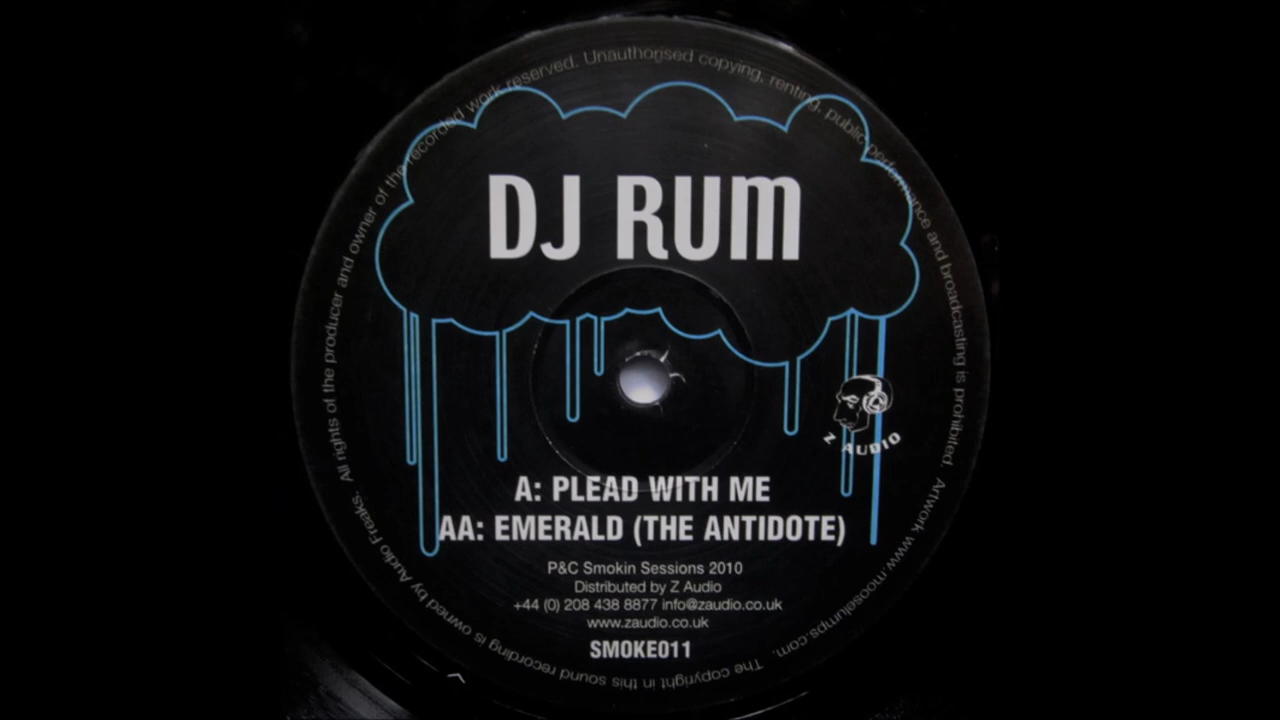 DJ RUM
Z AUDIO
A: PLEAD WITH ME
AA: EMERALD (THE ANTIDOTE)
P&C Smokin Sessions 2010
Distributed by Z Audio
+44 (0) 208 438 8877 info@zaudio.co.uk
www.zaudio.co.uk
SMOKE011
The copyright in this sound recording is owned by Audio Freaks. All rights of the producer and owner of the recorded work reserved. Unauthorised copying, renting, public performance and broadcasting is prohibited. Artwork www.mooselumps.com.